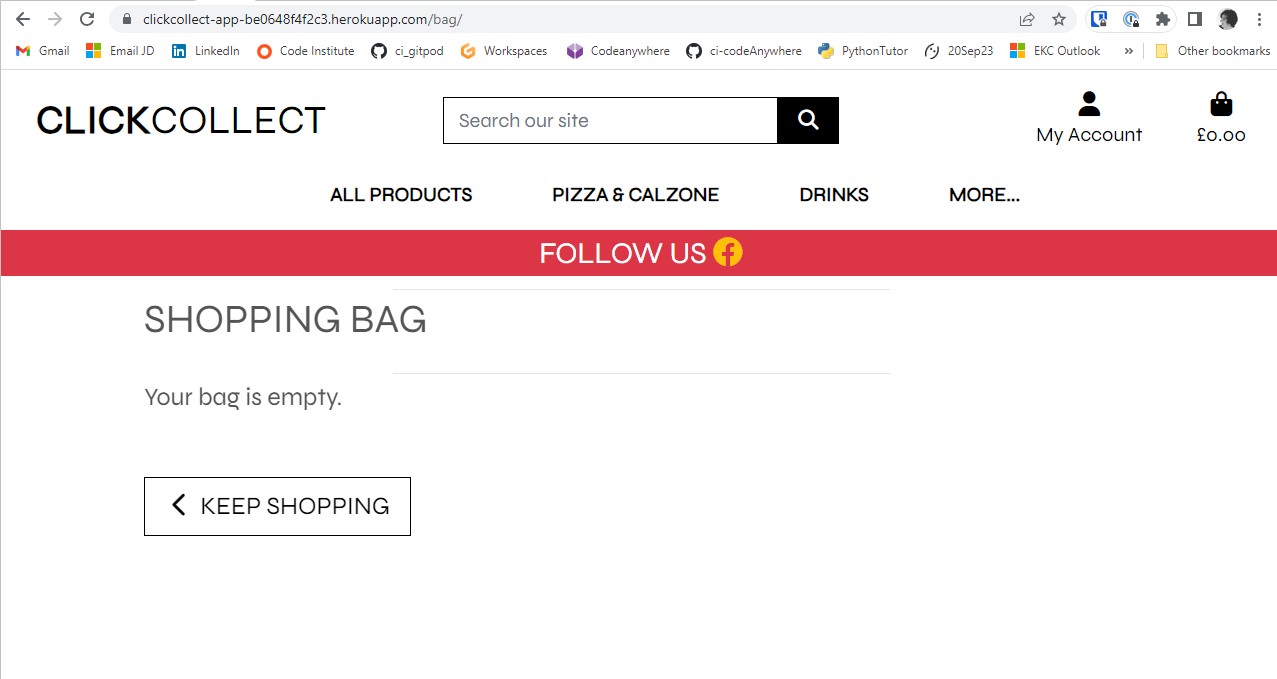 clickcollect-app-be0648f4f2c3.herokuapp.com/bag/
Gmail Email JD LinkedIn Code Institute ci_gitpod Workspaces Codeanywhere ci-codeAnywhere PythonTutor 20Sep23 EKC Outlook » Other bookmarks
CLICKCOLLECT
Search our site
My Account
£0.00
ALL PRODUCTS PIZZA & CALZONE DRINKS MORE...
FOLLOW US
SHOPPING BAG
Your bag is empty.
KEEP SHOPPING